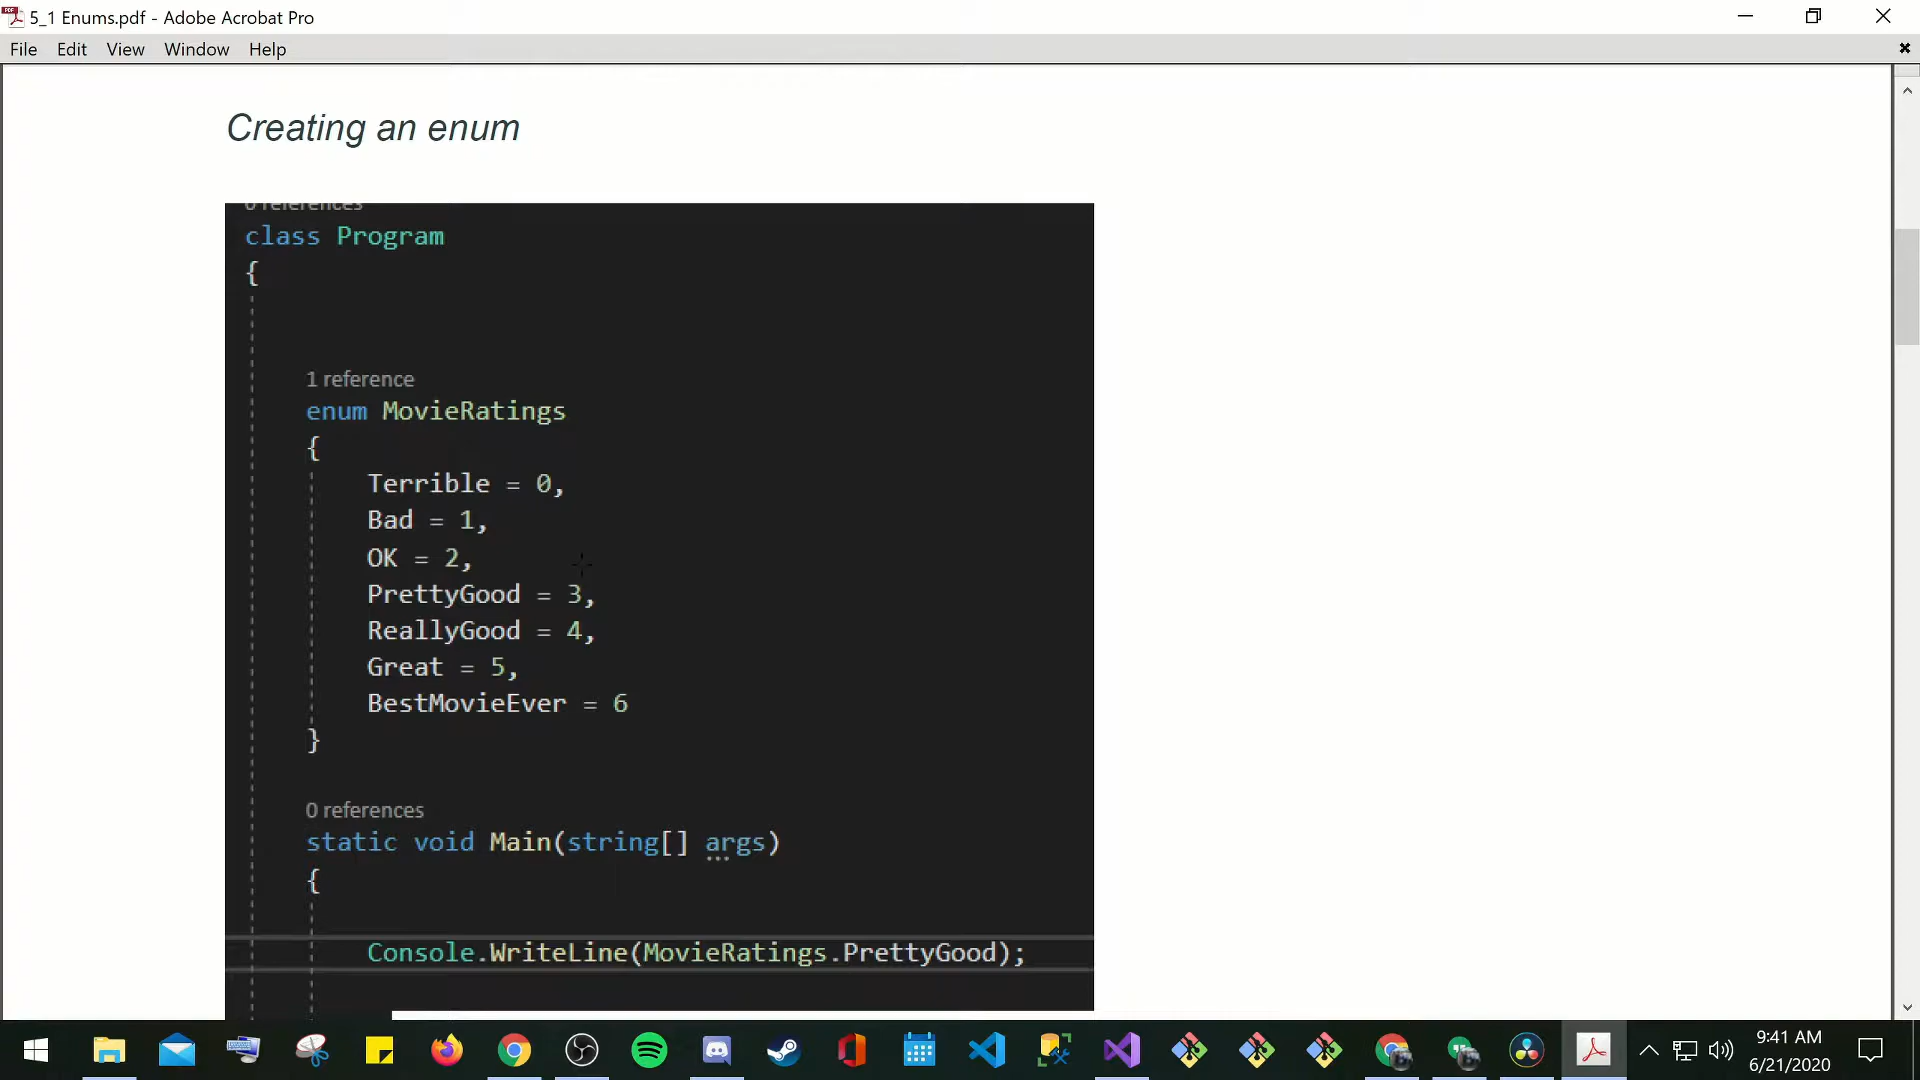 5_1 Enums.pdf - Adobe Acrobat Pro
File Edit View Window Help
Creating an enum
0 references
class Program
{
1 reference
enum MovieRatings
{
Terrible = 0,
Bad = 1,
OK = 2,
PrettyGood = 3,
ReallyGood = 4,
Great = 5,
BestMovieEver = 6
}
0 references
static void Main(string[] args)
{
Console.WriteLine(MovieRatings.PrettyGood);
9:41 AM
6/21/2020